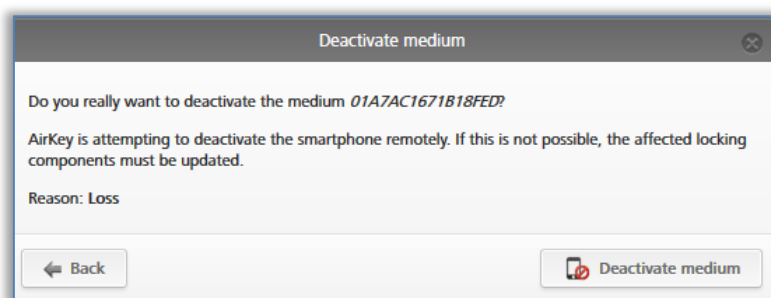 Deactivate medium
Do you really want to deactivate the medium 01A7AC1671B18FED?
AirKey is attempting to deactivate the smartphone remotely. If this is not possible, the affected locking
components must be updated.
Reason: Loss
Back
Deactivate medium